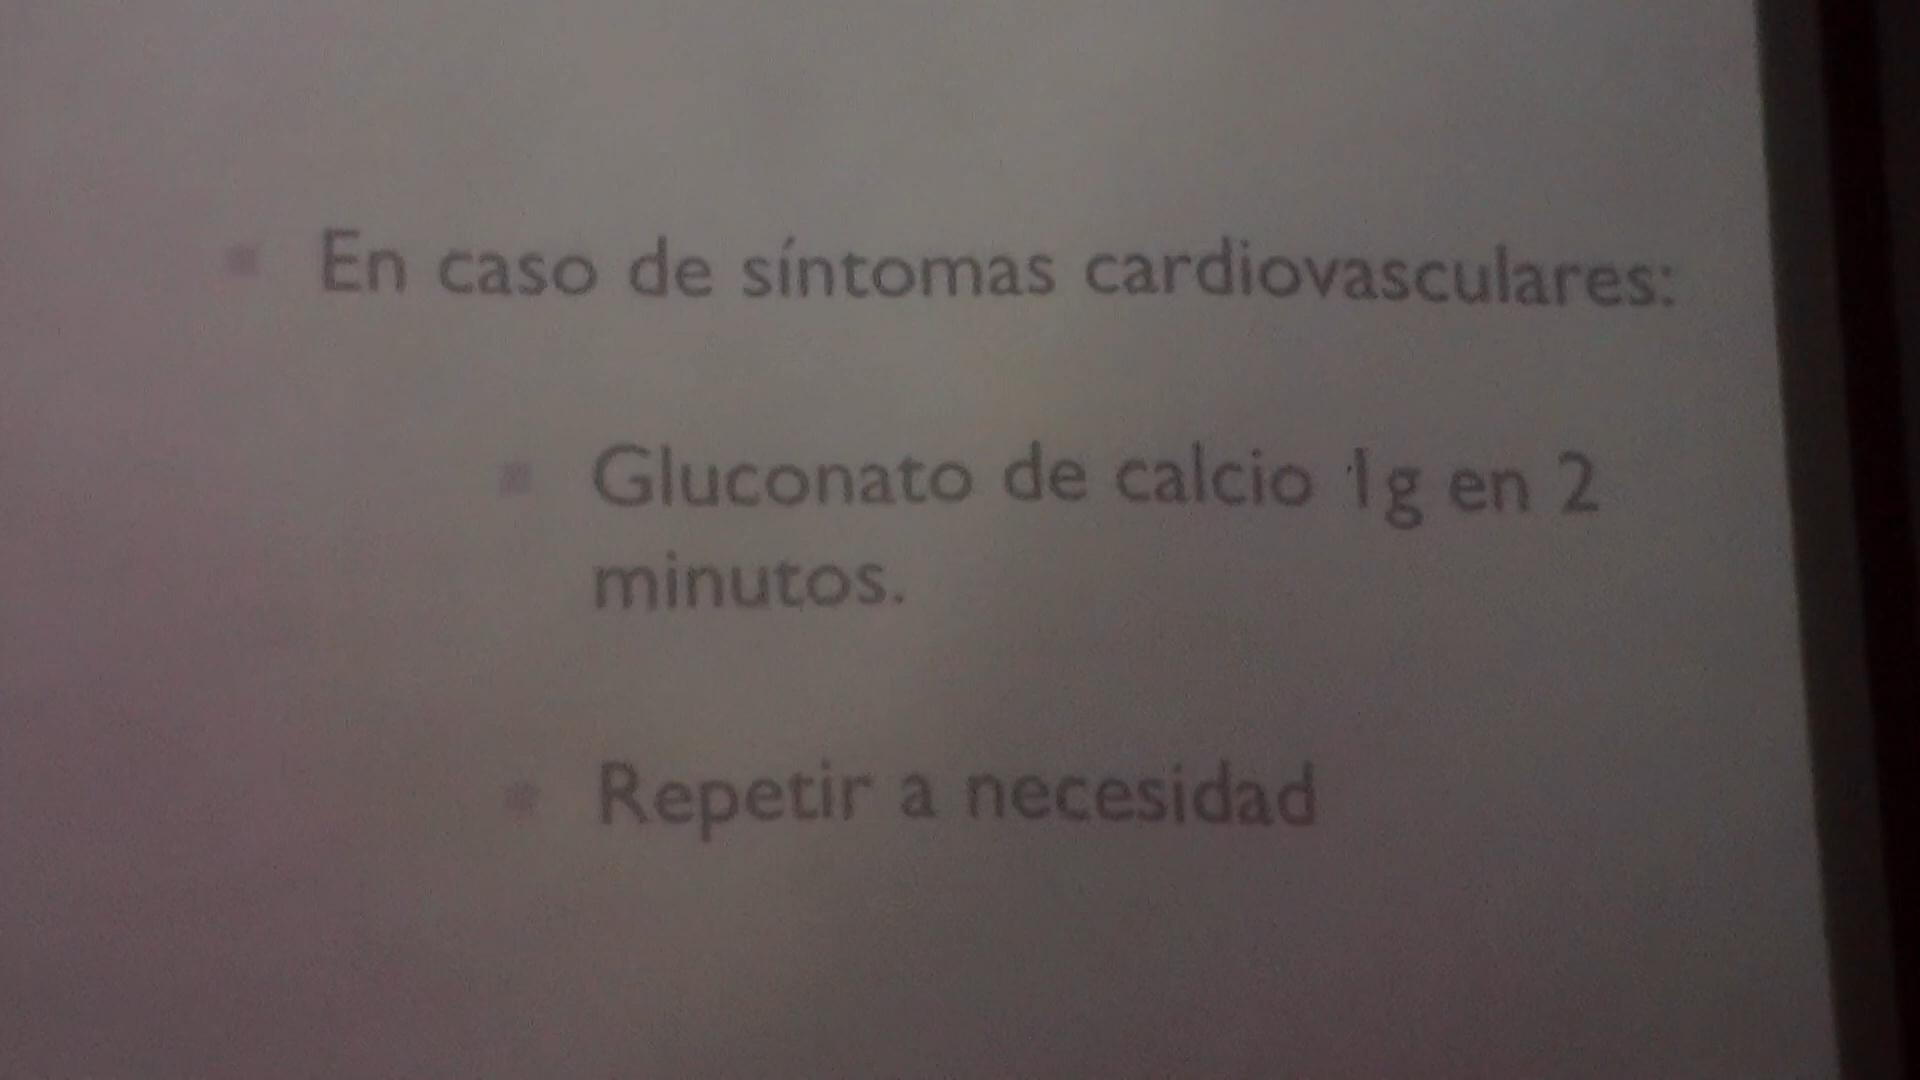 En caso de síntomas cardiovasculares:
Gluconato de calcio 1g en 2
minutos.
Repetir a necesidad